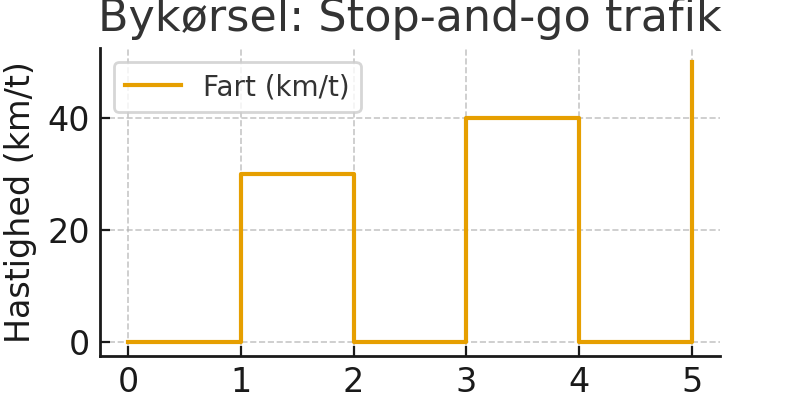 Bykørsel: Stop-and-go trafik
Fart (km/t)
Hastighed (km/t)
40
20
0
0 1 2 3 4 5